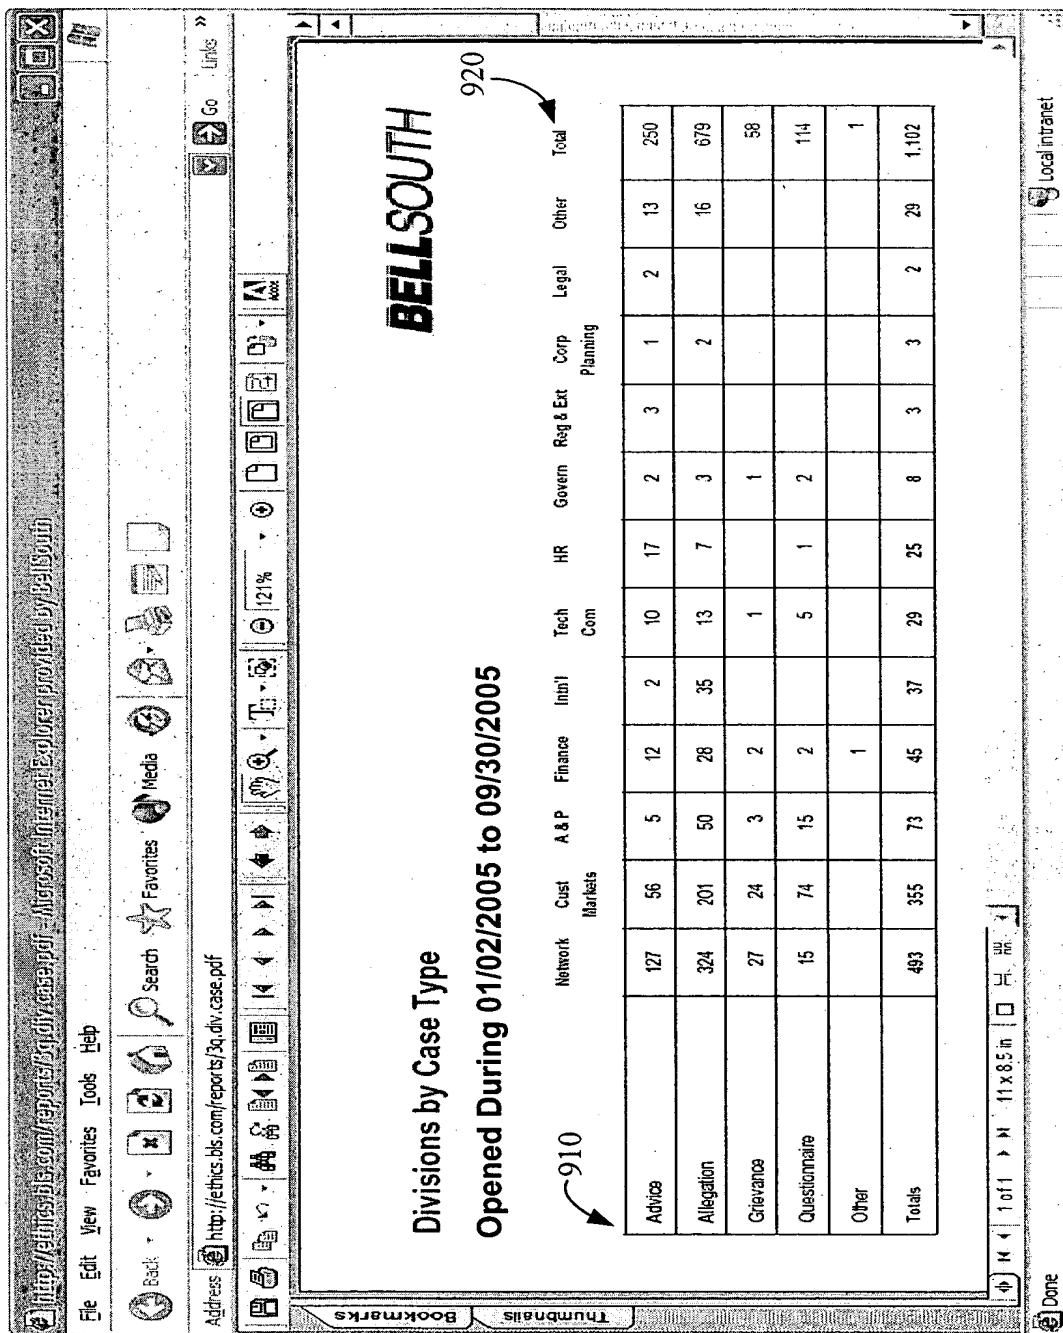 http://ethics.bls.com/reports/3q.div.case.pdf - Microsoft Internet Explorer provided by BellSouth
File Edit View Favorites Tools Help
Back Search Favorites Media
Address http://ethics.bls.com/reports/3q.div.case.pdf Go Links »
121%
Bookmarks
Thumbnails
BELLSOUTH
Divisions by Case Type
Opened During 01/02/2005 to 09/30/2005
910
920
Network Cust Markets A & P Finance Intn'l Tech Com HR Govern Reg & Ext Corp Planning Legal Other Total
Advice 127 56 5 12 2 10 17 2 3 1 2 13 250
Allegation 324 201 50 28 35 13 7 3 2 16 679
Grievance 27 24 3 2 1 1 58
Questionnaire 15 74 15 2 5 1 2 114
Other 1 1
Totals 493 355 73 45 37 29 25 8 3 3 2 29 1.102
1 of 1 11 x 8.5 in
Done Local intranet